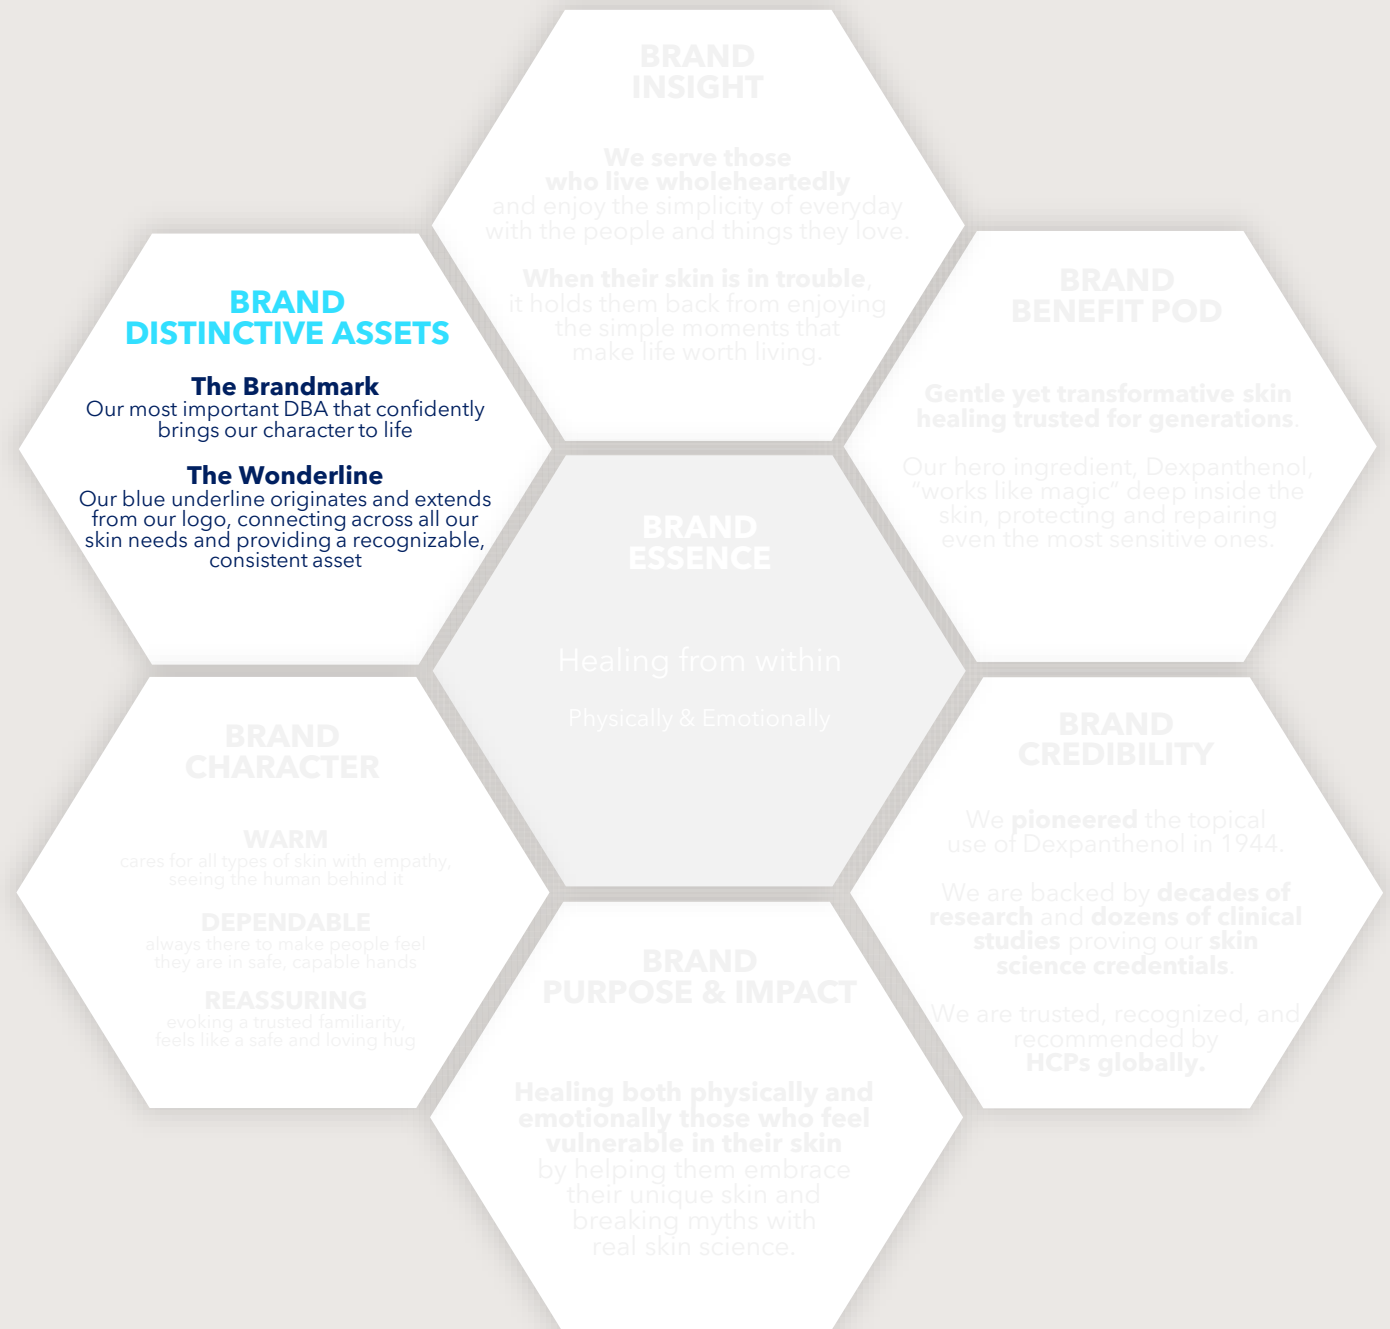 BRAND
INSIGHT
We serve those
who live wholeheartedly
and enjoy the simplicity of everyday
with the people and things they love.
When their skin is in trouble,
it holds them back from enjoying
the simple moments that
make life worth living.
BRAND
DISTINCTIVE ASSETS
The Brandmark
Our most important DBA that confidently
brings our character to life
The Wonderline
Our blue underline originates and extends
from our logo, connecting across all our
skin needs and providing a recognizable,
consistent asset
BRAND
BENEFIT POD
Gentle yet transformative skin
healing trusted for generations.
Our hero ingredient, Dexpanthenol,
“works like magic” deep inside the
skin, protecting and repairing
even the most sensitive ones.
BRAND
ESSENCE
Healing from within
Physically & Emotionally
BRAND
CHARACTER
WARM
cares for all types of skin with empathy,
seeing the human behind it
DEPENDABLE
always there to make people feel
they are in safe, capable hands
REASSURING
evoking a trusted familiarity,
feels like a safe and loving hug
BRAND
CREDIBILITY
We pioneered the topical
use of Dexpanthenol in 1944.
We are backed by decades of
research and dozens of clinical
studies proving our skin
science credentials.
We are trusted, recognized, and
recommended by
HCPs globally.
BRAND
PURPOSE & IMPACT
Healing both physically and
emotionally those who feel
vulnerable in their skin
by helping them embrace
their unique skin and
breaking myths with
real skin science.